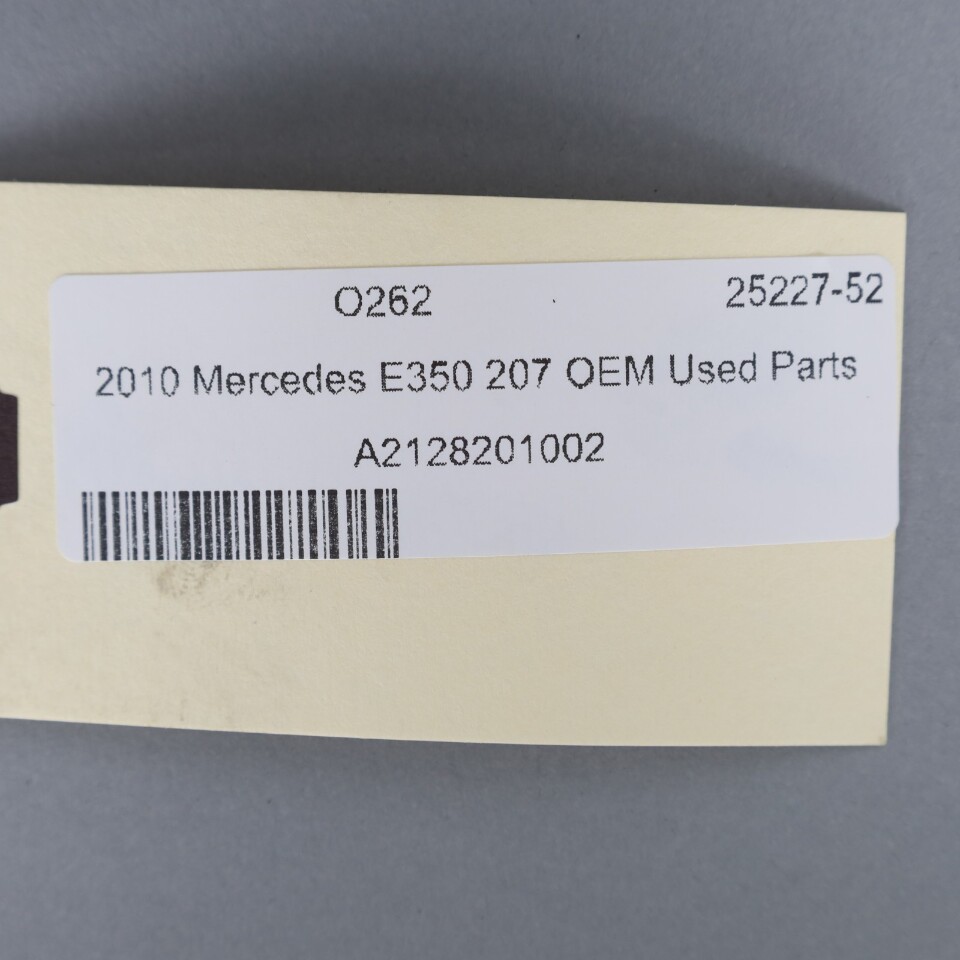 O262 25227-52
2010 Mercedes E350 207 OEM Used Parts
A2128201002